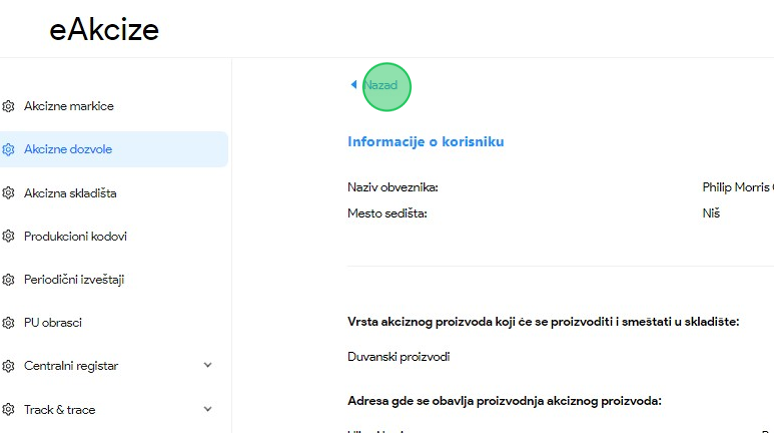 eAkcize
Nazad
Akcizne markice
Akcizne dozvole
Akcizna skladišta
Produkcioni kodovi
Periodični izveštaji
PU obrasci
Centralni registar
Track & trace
Informacije o korisniku
Naziv obveznika: Philip Morris
Mesto sedišta: Niš
Vrsta akciznog proizvoda koji će se proizvoditi i smeštati u skladište:
Duvanski proizvodi
Adresa gde se obavlja proizvodnja akciznog proizvoda: